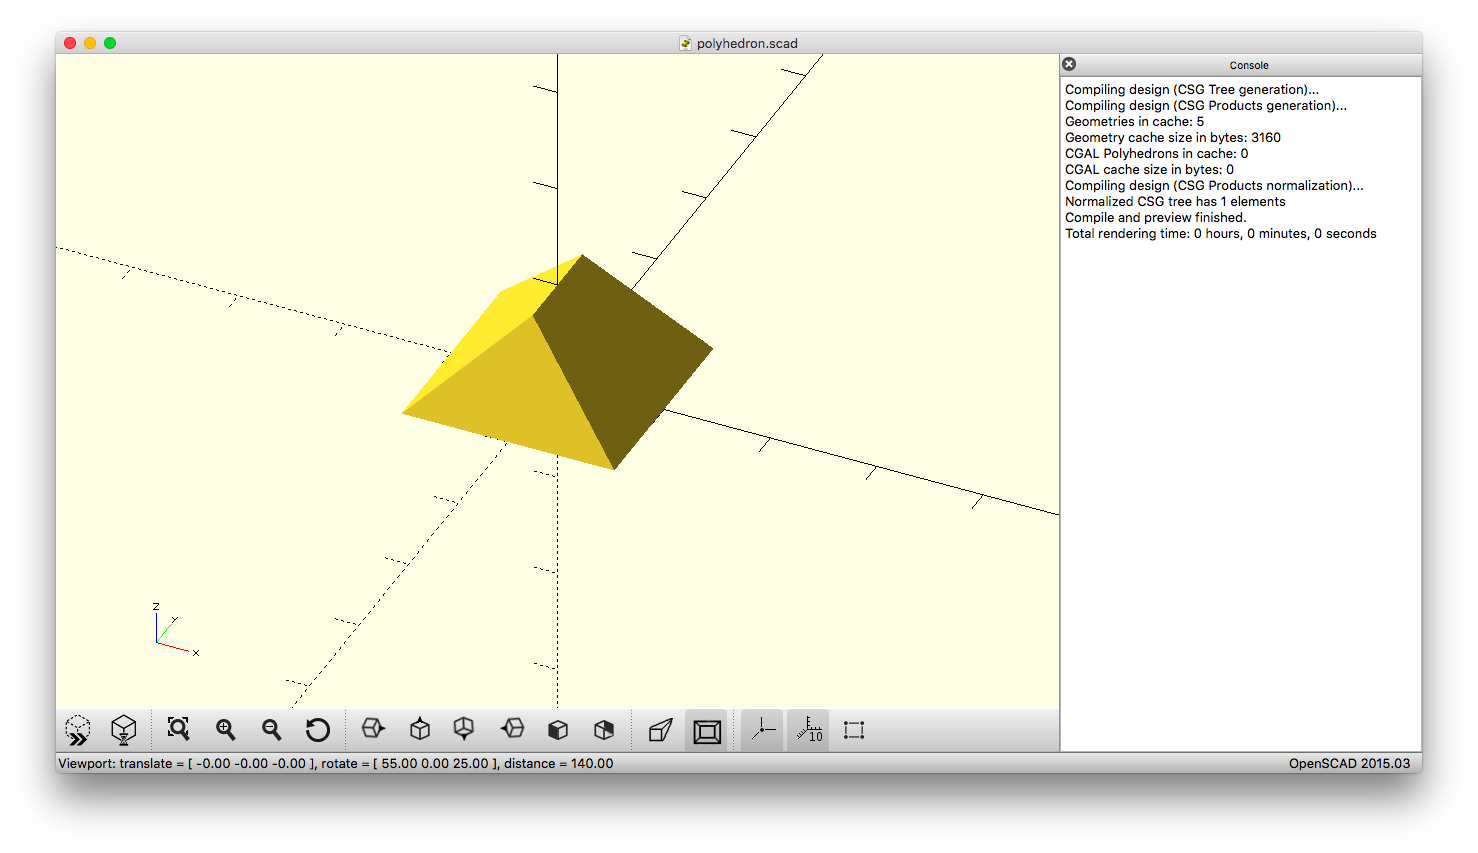 polyhedron.scad
Console
Compiling design (CSG Tree generation)...
Compiling design (CSG Products generation)...
Geometries in cache: 5
Geometry cache size in bytes: 3160
CGAL Polyhedrons in cache: 0
CGAL cache size in bytes: 0
Compiling design (CSG Products normalization)...
Normalized CSG tree has 1 elements
Compile and preview finished.
Total rendering time: 0 hours, 0 minutes, 0 seconds
z
y
x
10
Viewport: translate = [ -0.00 -0.00 -0.00 ], rotate = [ 55.00 0.00 25.00 ], distance = 140.00
OpenSCAD 2015.03